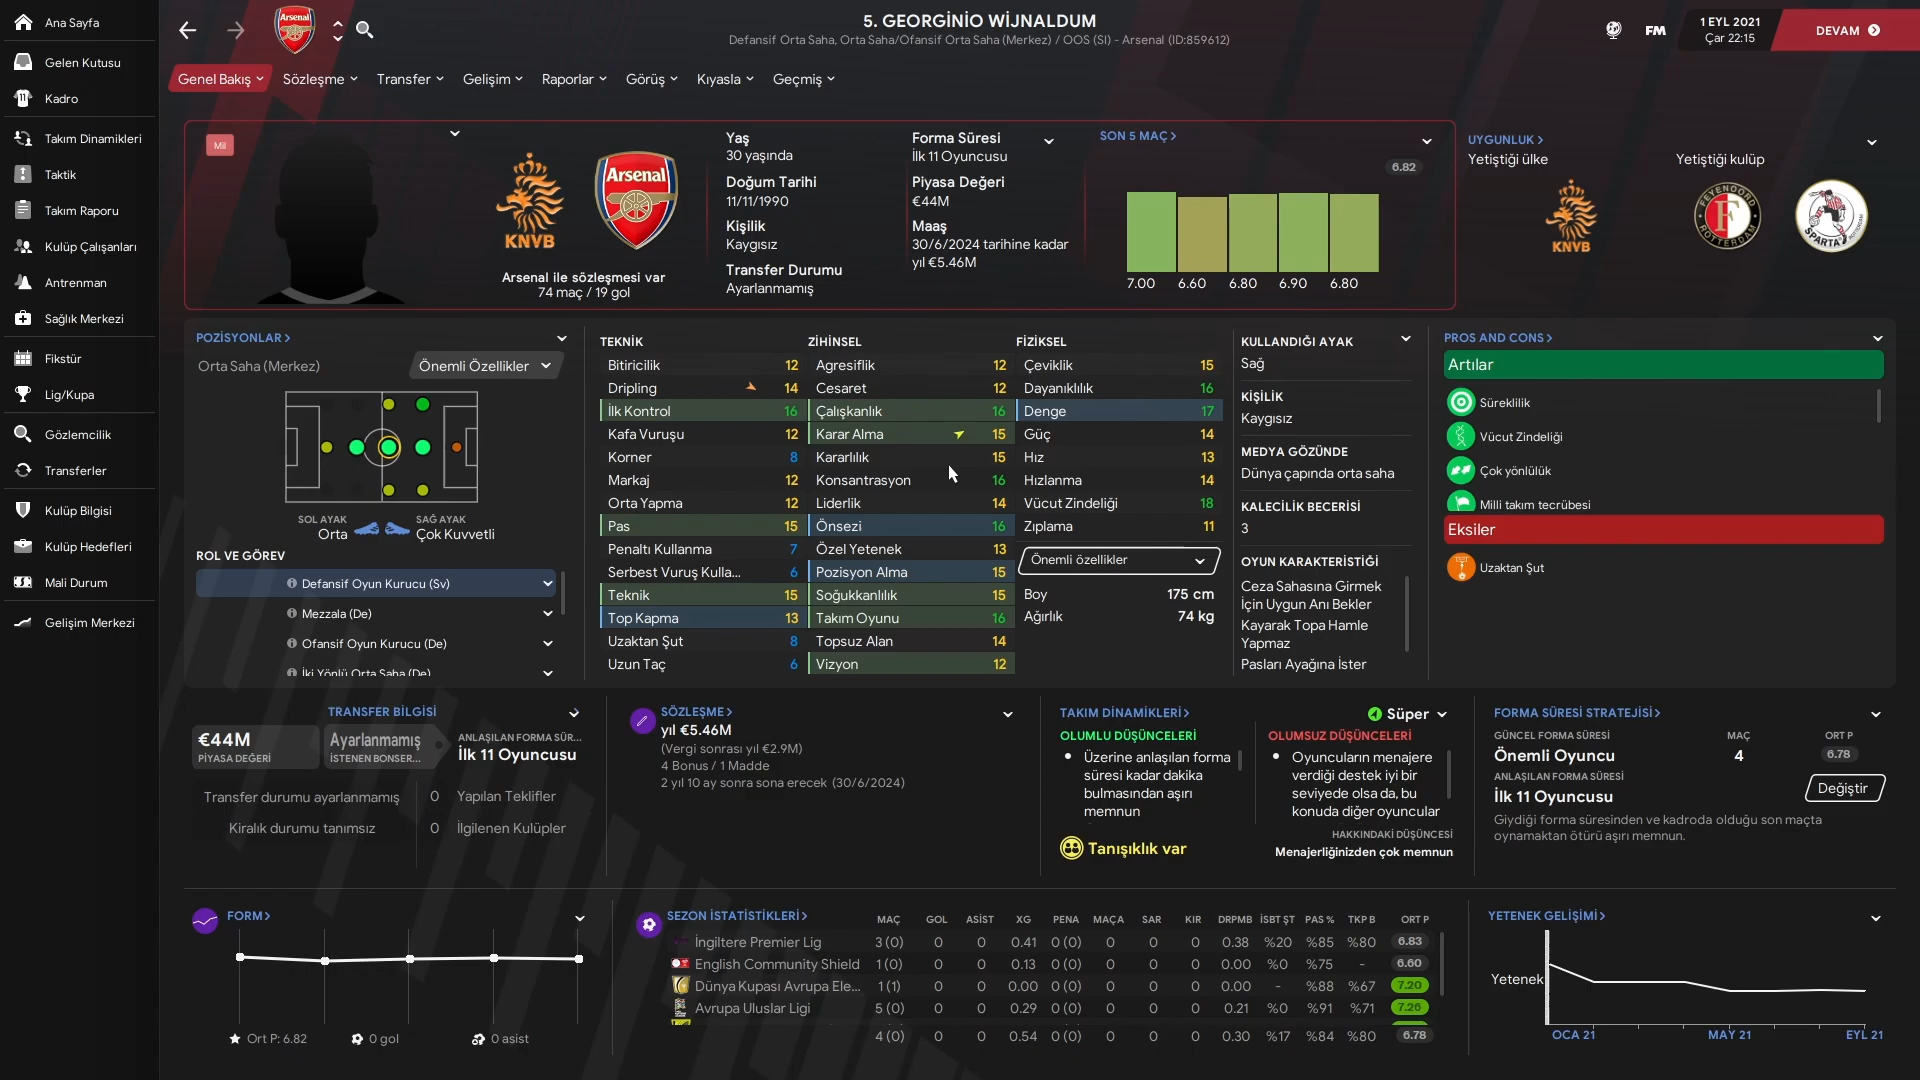 Ana Sayfa
Gelen Kutusu
Kadro
Takım Dinamikleri
Taktik
Takım Raporu
Kulüp Çalışanları
Antrenman
Sağlık Merkezi
Fikstür
Lig/Kupa
Gözlemcilik
Transferler
Kulüp Bilgisi
Kulüp Hedefleri
Mali Durum
Gelişim Merkezi
Arsenal
5. GEORGİNİO WİJNALDUM
Defansif Orta Saha, Orta Saha/Ofansif Orta Saha (Merkez) / OOS (Sl) - Arsenal (ID:859612)
FM
1 EYL 2021
Çar 22:15
DEVAM
Genel Bakış
Sözleşme
Transfer
Gelişim
Raporlar
Görüş
Kıyasla
Geçmiş
Mil
KNVB
Arsenal
Arsenal ile sözleşmesi var
74 maç / 19 gol
Yaş
30 yaşında
Doğum Tarihi
11/11/1990
Kişilik
Kaygısız
Transfer Durumu
Ayarlanmamış
Forma Süresi
İlk 11 Oyuncusu
Piyasa Değeri
€44M
Maaş
30/6/2024 tarihine kadar
yıl €5.46M
SON 5 MAÇ
6.82
7.00 6.60 6.80 6.90 6.80
UYGUNLUK
Yetiştiği ülke
Yetiştiği kulüp
KNVB
FEYENOORD
ROTTERDAM
SPARTA
POZİSYONLAR
Orta Saha (Merkez)
Önemli Özellikler
SOL AYAK
Orta
SAĞ AYAK
Çok Kuvvetli
ROL VE GÖREV
Defansif Oyun Kurucu (Sv)
Mezzala (De)
Ofansif Oyun Kurucu (De)
İki Yönlü Orta Saha (De)
TEKNİK
Bitiricilik 12
Dripling 14
İlk Kontrol 16
Kafa Vuruşu 12
Korner 8
Markaj 12
Orta Yapma 12
Pas 15
Penaltı Kullanma 7
Serbest Vuruş Kulla... 6
Teknik 15
Top Kapma 13
Uzaktan Şut 8
Uzun Taç 6
ZİHİNSEL
Agresiflik 12
Cesaret 12
Çalışkanlık 16
Karar Alma 15
Kararlılık 15
Konsantrasyon 16
Liderlik 14
Önsezi 16
Özel Yetenek 13
Pozisyon Alma 15
Soğukkanlılık 15
Takım Oyunu 16
Topsuz Alan 14
Vizyon 12
FİZİKSEL
Çeviklik 15
Dayanıklılık 16
Denge 17
Güç 14
Hız 13
Hızlanma 14
Vücut Zindeliği 18
Zıplama 11
Önemli özellikler
Boy 175 cm
Ağırlık 74 kg
KULLANDIĞI AYAK
Sağ
KİŞİLİK
Kaygısız
MEDYA GÖZÜNDE
Dünya çapında orta saha
KALECİLİK BECERİSİ
3
OYUN KARAKTERİSTİĞİ
Ceza Sahasına Girmek
İçin Uygun Anı Bekler
Kayarak Topa Hamle
Yapmaz
Pasları Ayağına İster
PROS AND CONS
Artılar
Süreklilik
Vücut Zindeliği
Çok yönlülük
Milli takım tecrübesi
Eksiler
Uzaktan Şut
TRANSFER BİLGİSİ
€44M
PİYASA DEĞERİ
Ayarlanmamış
İSTENEN BONSER...
ANLAŞILAN FORMA SÜR...
İlk 11 Oyuncusu
Transfer durumu ayarlanmamış
0 Yapılan Teklifler
Kiralık durumu tanımsız
0 İlgilenen Kulüpler
SÖZLEŞME
yıl €5.46M
(Vergi sonrası yıl €2.9M)
4 Bonus / 1 Madde
2 yıl 10 ay sonra sona erecek (30/6/2024)
TAKIM DİNAMİKLERİ
Süper
OLUMLU DÜŞÜNCELERİ
Üzerine anlaşılan forma
süresi kadar dakika
bulmasından aşırı
memnun
OLUMSUZ DÜŞÜNCELERİ
Oyuncuların menajere
verdiği destek iyi bir
seviyede olsa da, bu
konuda diğer oyuncular
Tanışıklık var
HAKKINDAKİ DÜŞÜNCESİ
Menajerliğinizden çok memnun
FORMA SÜRESİ STRATEJİSİ
GÜNCEL FORMA SÜRESİ
Önemli Oyuncu
MAÇ
4
ORT P
6.78
ANLAŞILAN FORMA SÜRESİ
İlk 11 Oyuncusu
Değiştir
Giydiği forma süresinden ve kadroda olduğu son maçta
oynamaktan ötürü aşırı memnun.
FORM
Ort P: 6.82
0 gol
0 asist
SEZON İSTATİSTİKLERİ
MAÇ GOL ASİST XG PENA MAÇA SAR KIR DRPMB İSBT ŞT PAS % TKP B ORT P
İngiltere Premier Lig 3 (0) 0 0 0.41 0 (0) 0 0 0 0.38 %20 %85 %80 6.83
English Community Shield 1 (0) 0 0 0.13 0 (0) 0 0 0 0.00 %0 %75 - 6.60
Dünya Kupası Avrupa Ele... 1 (1) 0 0 0.00 0 (0) 0 0 0 0.00 - %88 %67 7.20
Avrupa Uluslar Ligi 5 (0) 0 0 0.29 0 (0) 0 0 0 0.21 %0 %91 %71 7.26
4 (0) 0 0 0.54 0 (0) 0 0 0 0.30 %17 %84 %80 6.78
YETENEK GELİŞİMİ
Yetenek
OCA 21
MAY 21
EYL 21